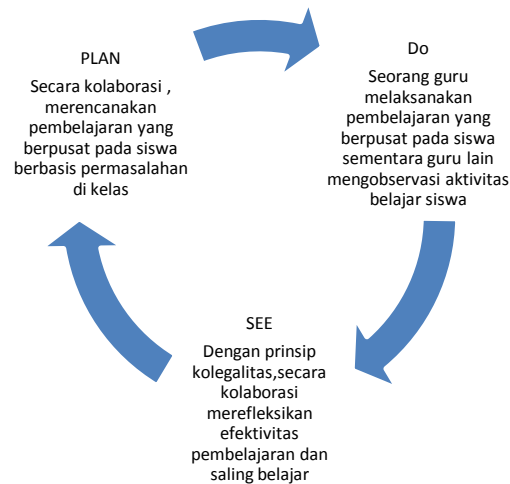 PLAN
Secara kolaborasi ,
merencanakan
pembelajaran yang
berpusat pada siswa
berbasis permasalahan
di kelas
Do
Seorang guru
melaksanakan
pembelajaran yang
berpusat pada siswa
sementara guru lain
mengobservasi aktivitas
belajar siswa
SEE
Dengan prinsip
kolegalitas,secara
kolaborasi
merefleksikan
efektivitas
pembelajaran dan
saling belajar